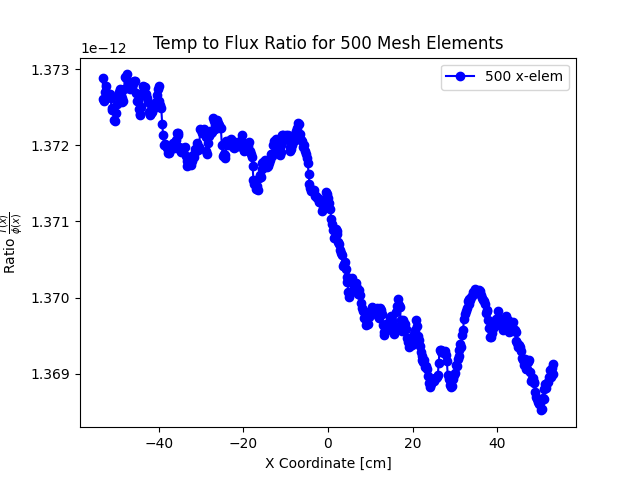 Temp to Flux Ratio for 500 Mesh Elements
1e−12
500 x-elem
1.373
1.372
1.371
1.370
1.369
Ratio T(x)/ϕ(x)
−40 −20 0 20 40
X Coordinate [cm]